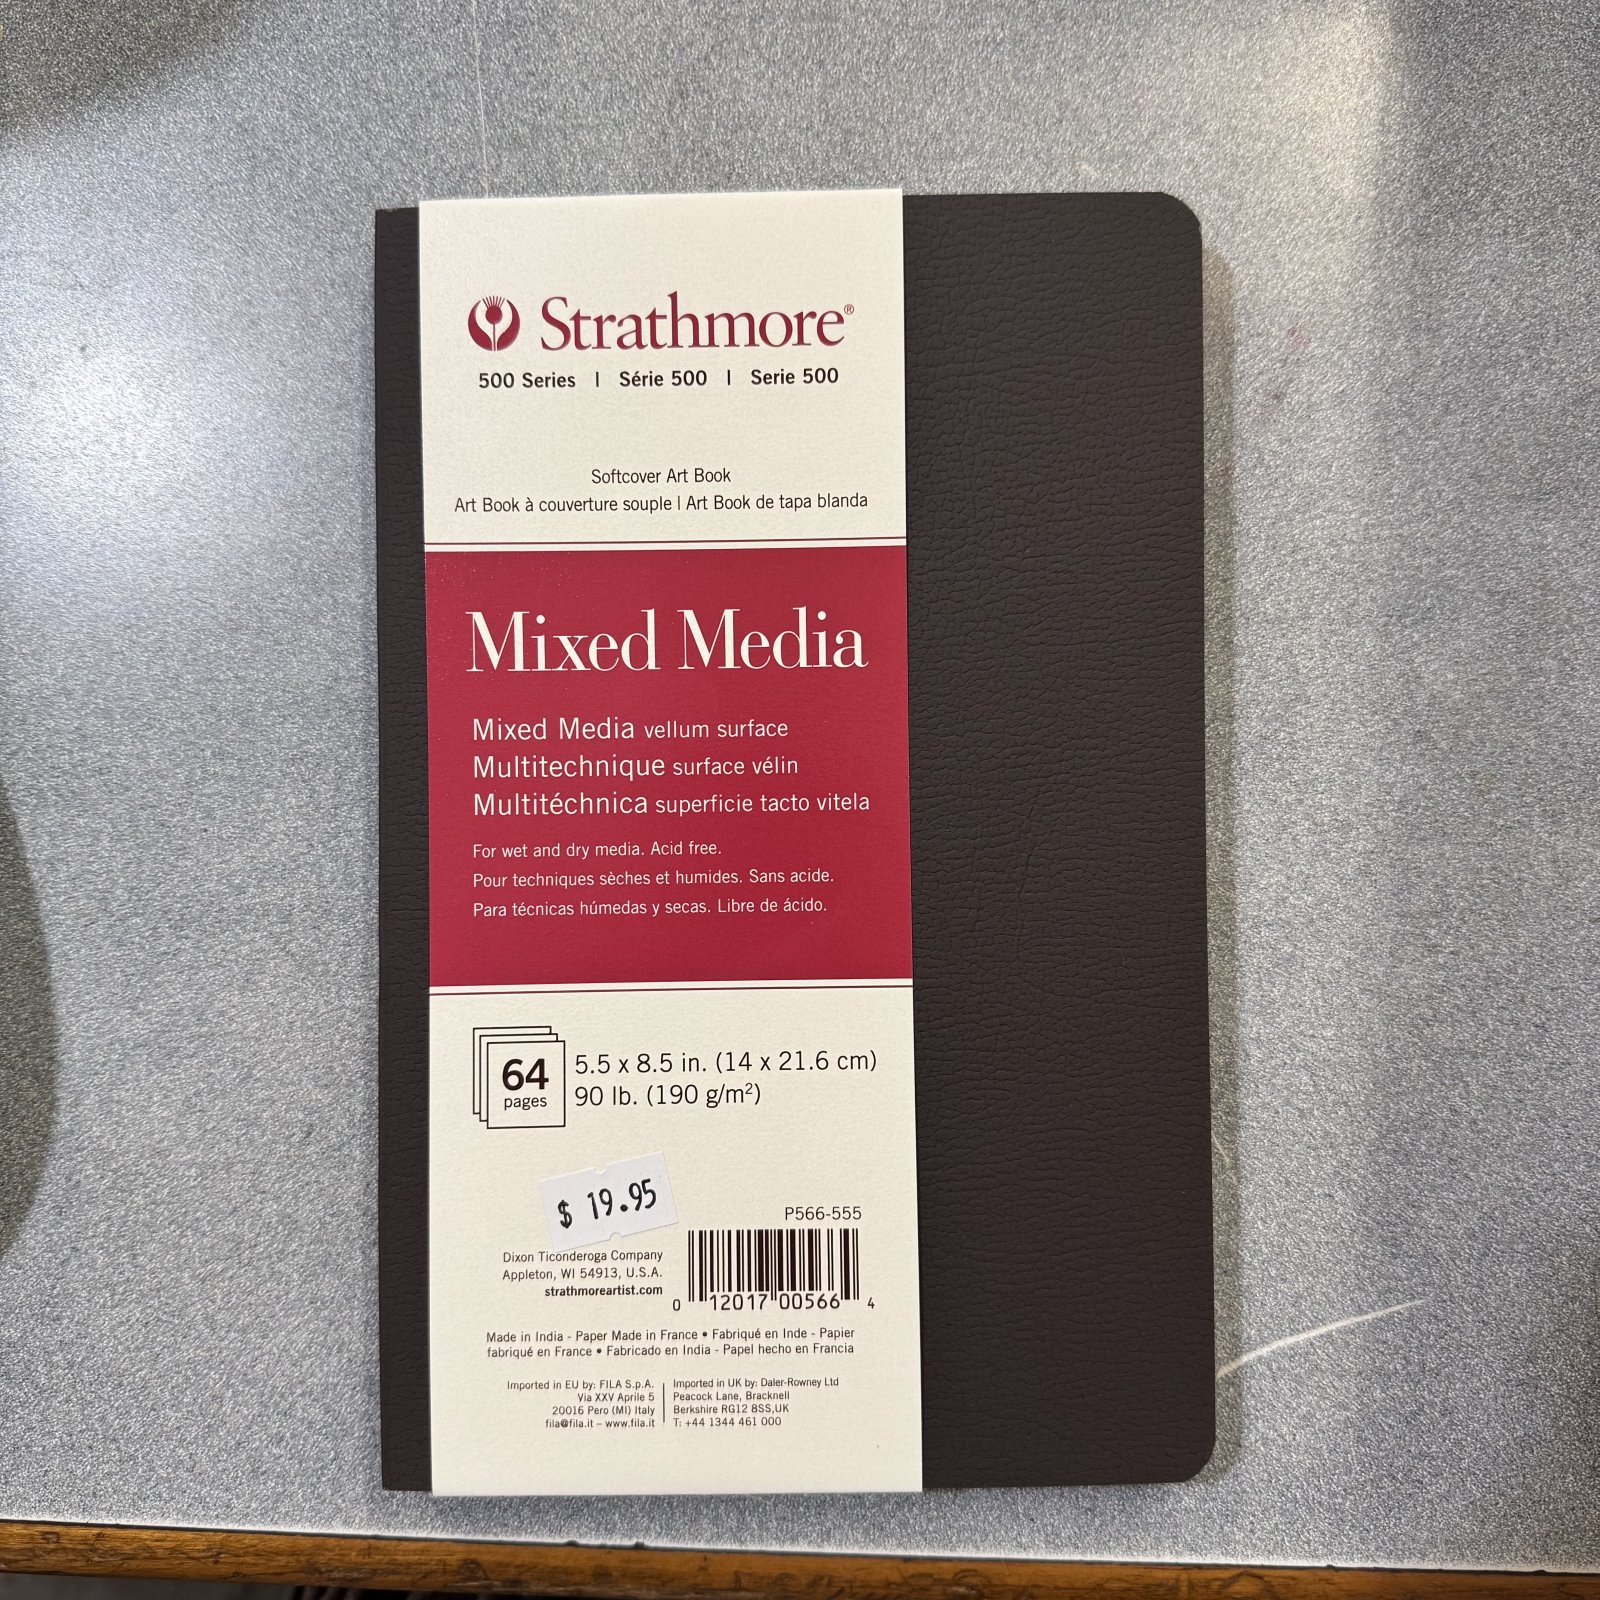 Strathmore®
500 Series | Série 500 | Serie 500
Softcover Art Book
Art Book à couverture souple | Art Book de tapa blanda
Mixed Media
Mixed Media vellum surface
Multitechnique surface vélin
Multitéchnica superficie tacto vitela
For wet and dry media. Acid free.
Pour techniques sèches et humides. Sans acide.
Para técnicas húmedas y secas. Libre de ácido.
64
pages
5.5 x 8.5 in. (14 x 21.6 cm)
90 lb. (190 g/m²)
$ 19.95
P566-555
Dixon Ticonderoga Company
Appleton, WI 54913, U.S.A.
strathmoreartist.com
0 12017 00566 4
Made in India - Paper Made in France • Fabriqué en Inde - Papier
fabriqué en France • Fabricado en India - Papel hecho en Francia
Imported in EU by: FILA S.p.A.
Via XXV Aprile 5
20016 Pero (MI) Italy
fila@fila.it – www.fila.it
Imported in UK by: Daler-Rowney Ltd
Peacock Lane, Bracknell
Berkshire RG12 8SS,UK
T: +44 1344 461 000